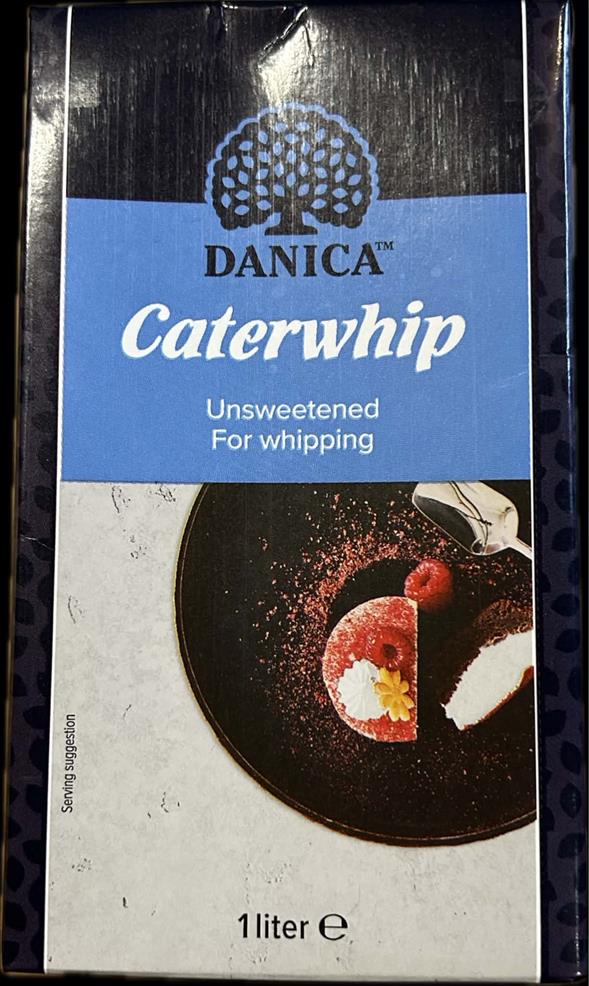 DANICA™
Caterwhip
Unsweetened
For whipping
Serving suggestion
1 liter ℮